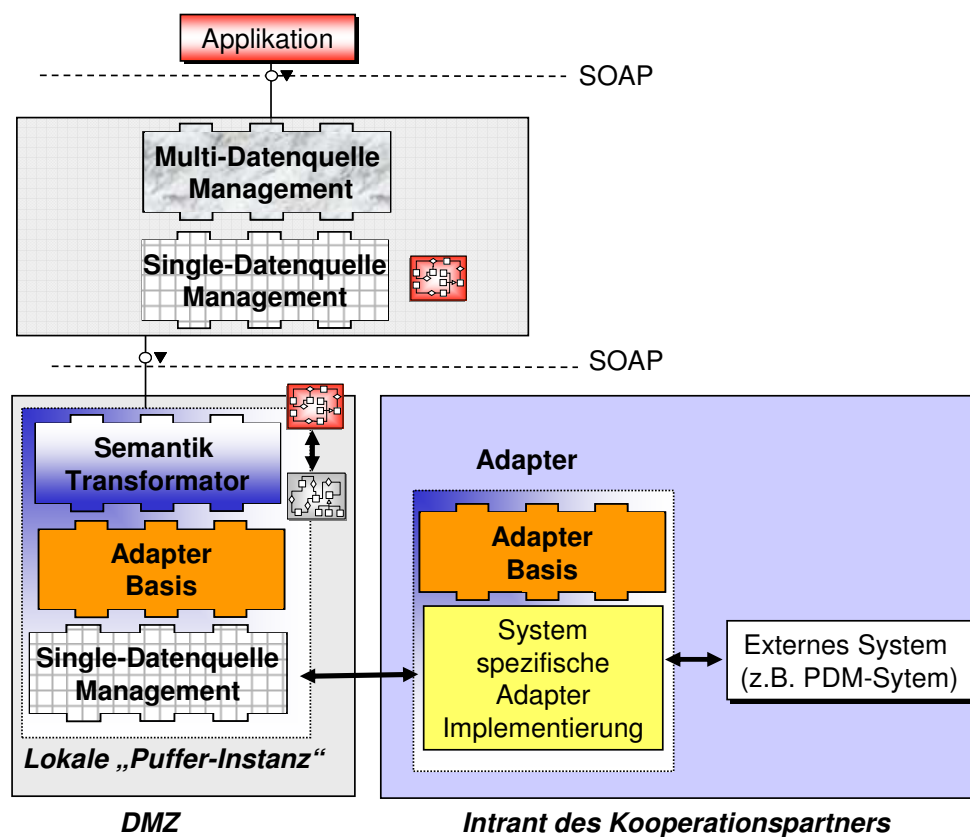 Applikation
SOAP
Multi-Datenquelle
Management
Single-Datenquelle
Management
SOAP
Semantik
Transformator
Adapter
Basis
Single-Datenquelle
Management
Lokale „Puffer-Instanz“
DMZ
Adapter
Adapter
Basis
System
spezifische
Adapter
Implementierung
Externes System
(z.B. PDM-Sytem)
Intrant des Kooperationspartners